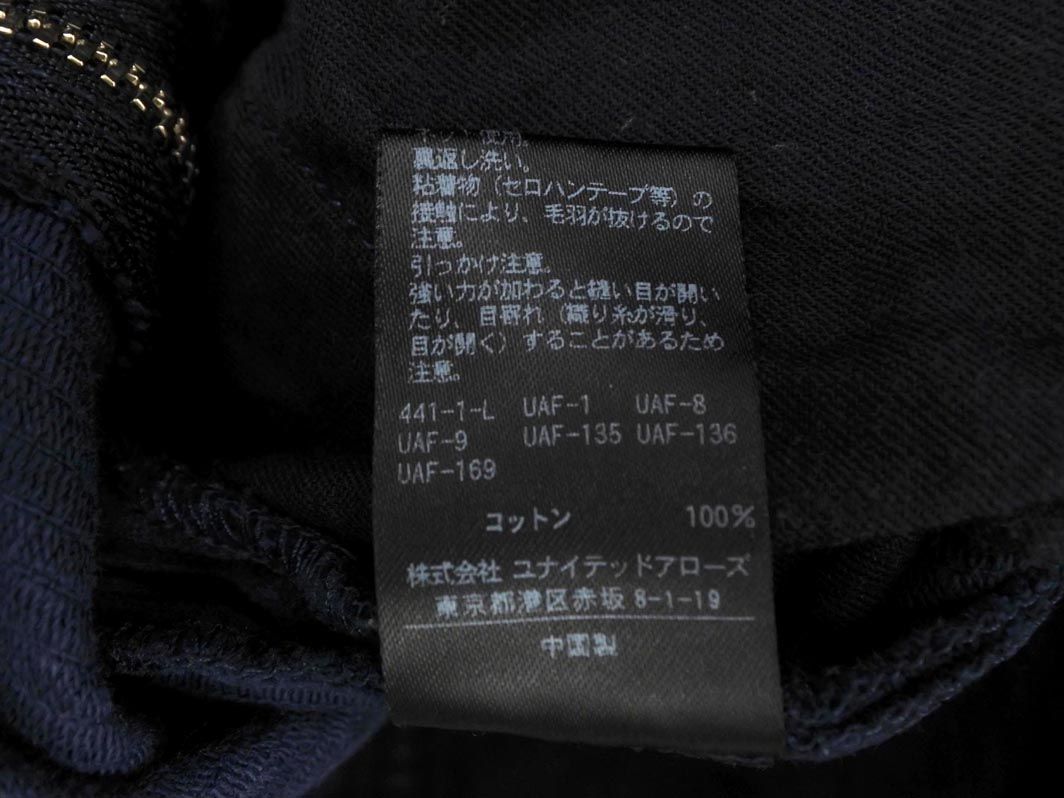 ネット使用。
裏返し洗い。
粘着物（セロハンテープ等）の
接触により、毛羽が抜けるので
注意。
引っかけ注意。
強い力が加わると縫い目が開い
たり、目寄れ（織り糸が滑り、
目が開く）することがあるため
注意。
441-1-L UAF-1 UAF-8
UAF-9 UAF-135 UAF-136
UAF-169
コットン 100%
株式会社 ユナイテッドアローズ
東京都港区赤坂 8-1-19
中国製